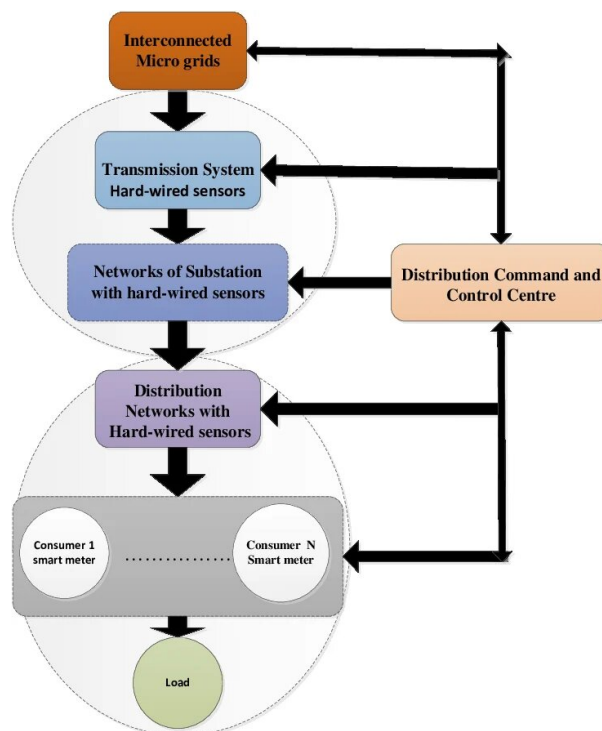 Interconnected
Micro grids
Transmission System
Hard-wired sensors
Networks of Substation
with hard-wired sensors
Distribution Command and
Control Centre
Distribution
Networks with
Hard-wired sensors
Consumer 1
smart meter
....................
Consumer N
Smart meter
Load